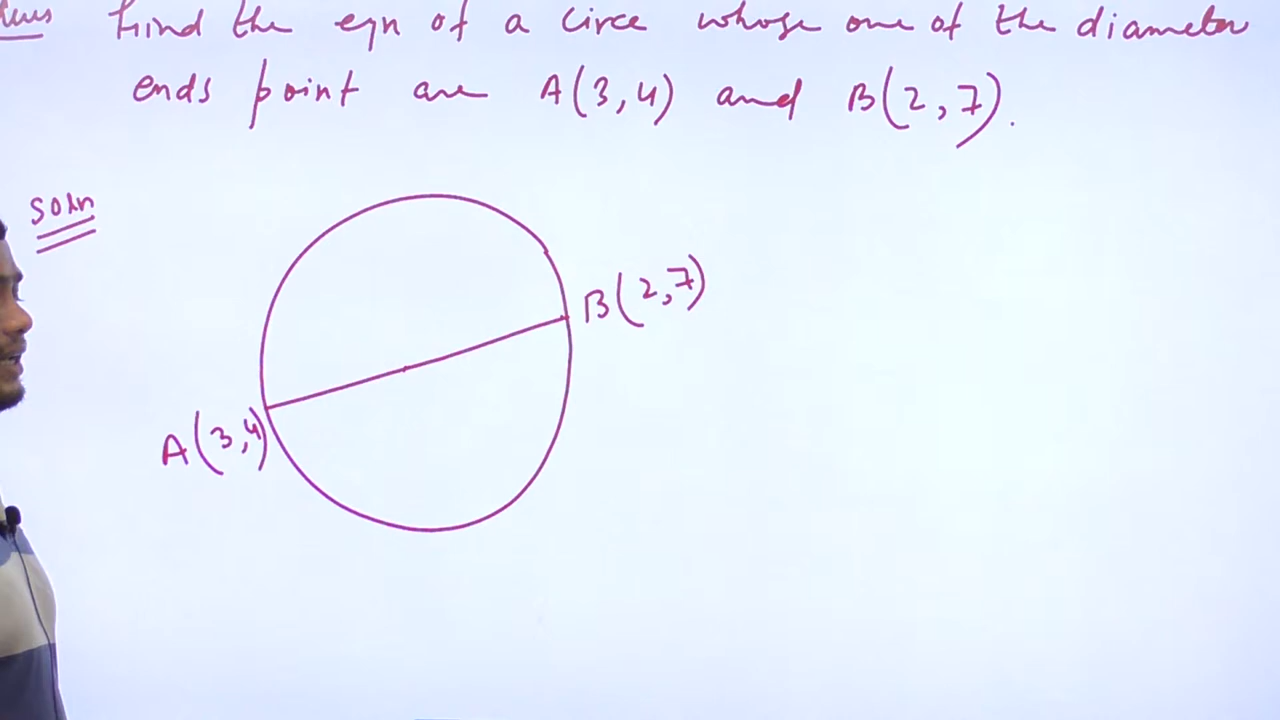 Find the eqn of a circe whose one of the diameter
ends point are A(3,4) and B(2,7).
soln
B(2,7)
A(3,4)